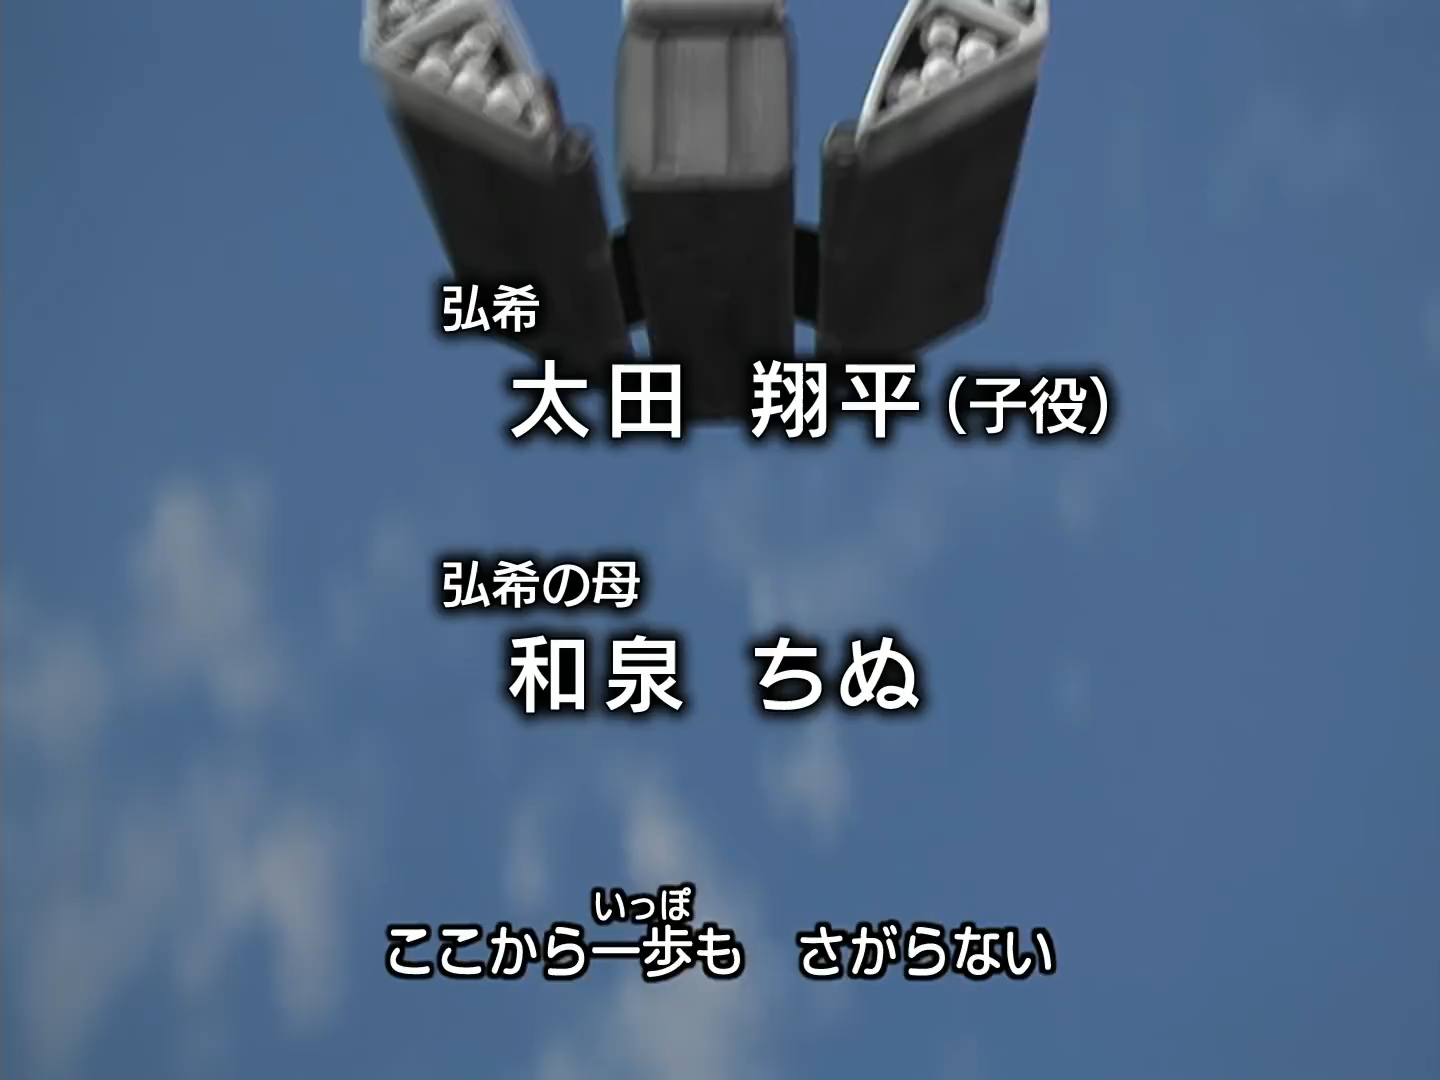 弘希
太田 翔平(子役)
弘希の母
和泉 ちぬ
いっぽ
ここから一歩も さがらない